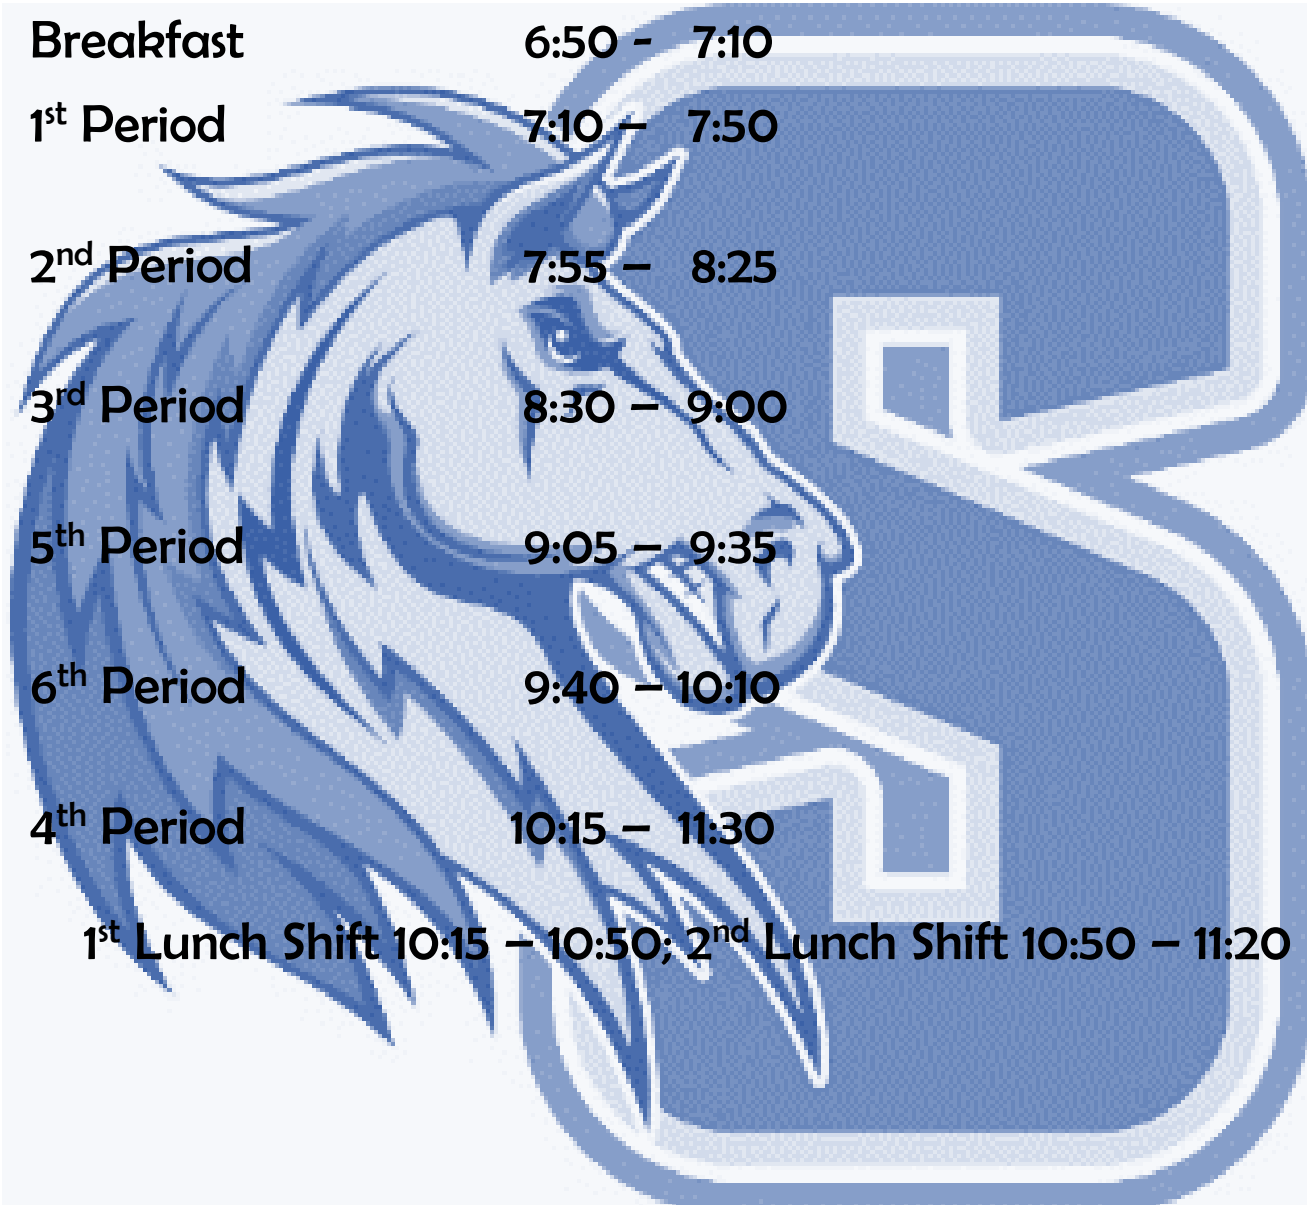 Breakfast 6:50 - 7:10
1st Period 7:10 – 7:50
2nd Period 7:55 – 8:25
3rd Period 8:30 – 9:00
5th Period 9:05 – 9:35
6th Period 9:40 – 10:10
4th Period 10:15 – 11:30
1st Lunch Shift 10:15 – 10:50; 2nd Lunch Shift 10:50 – 11:20